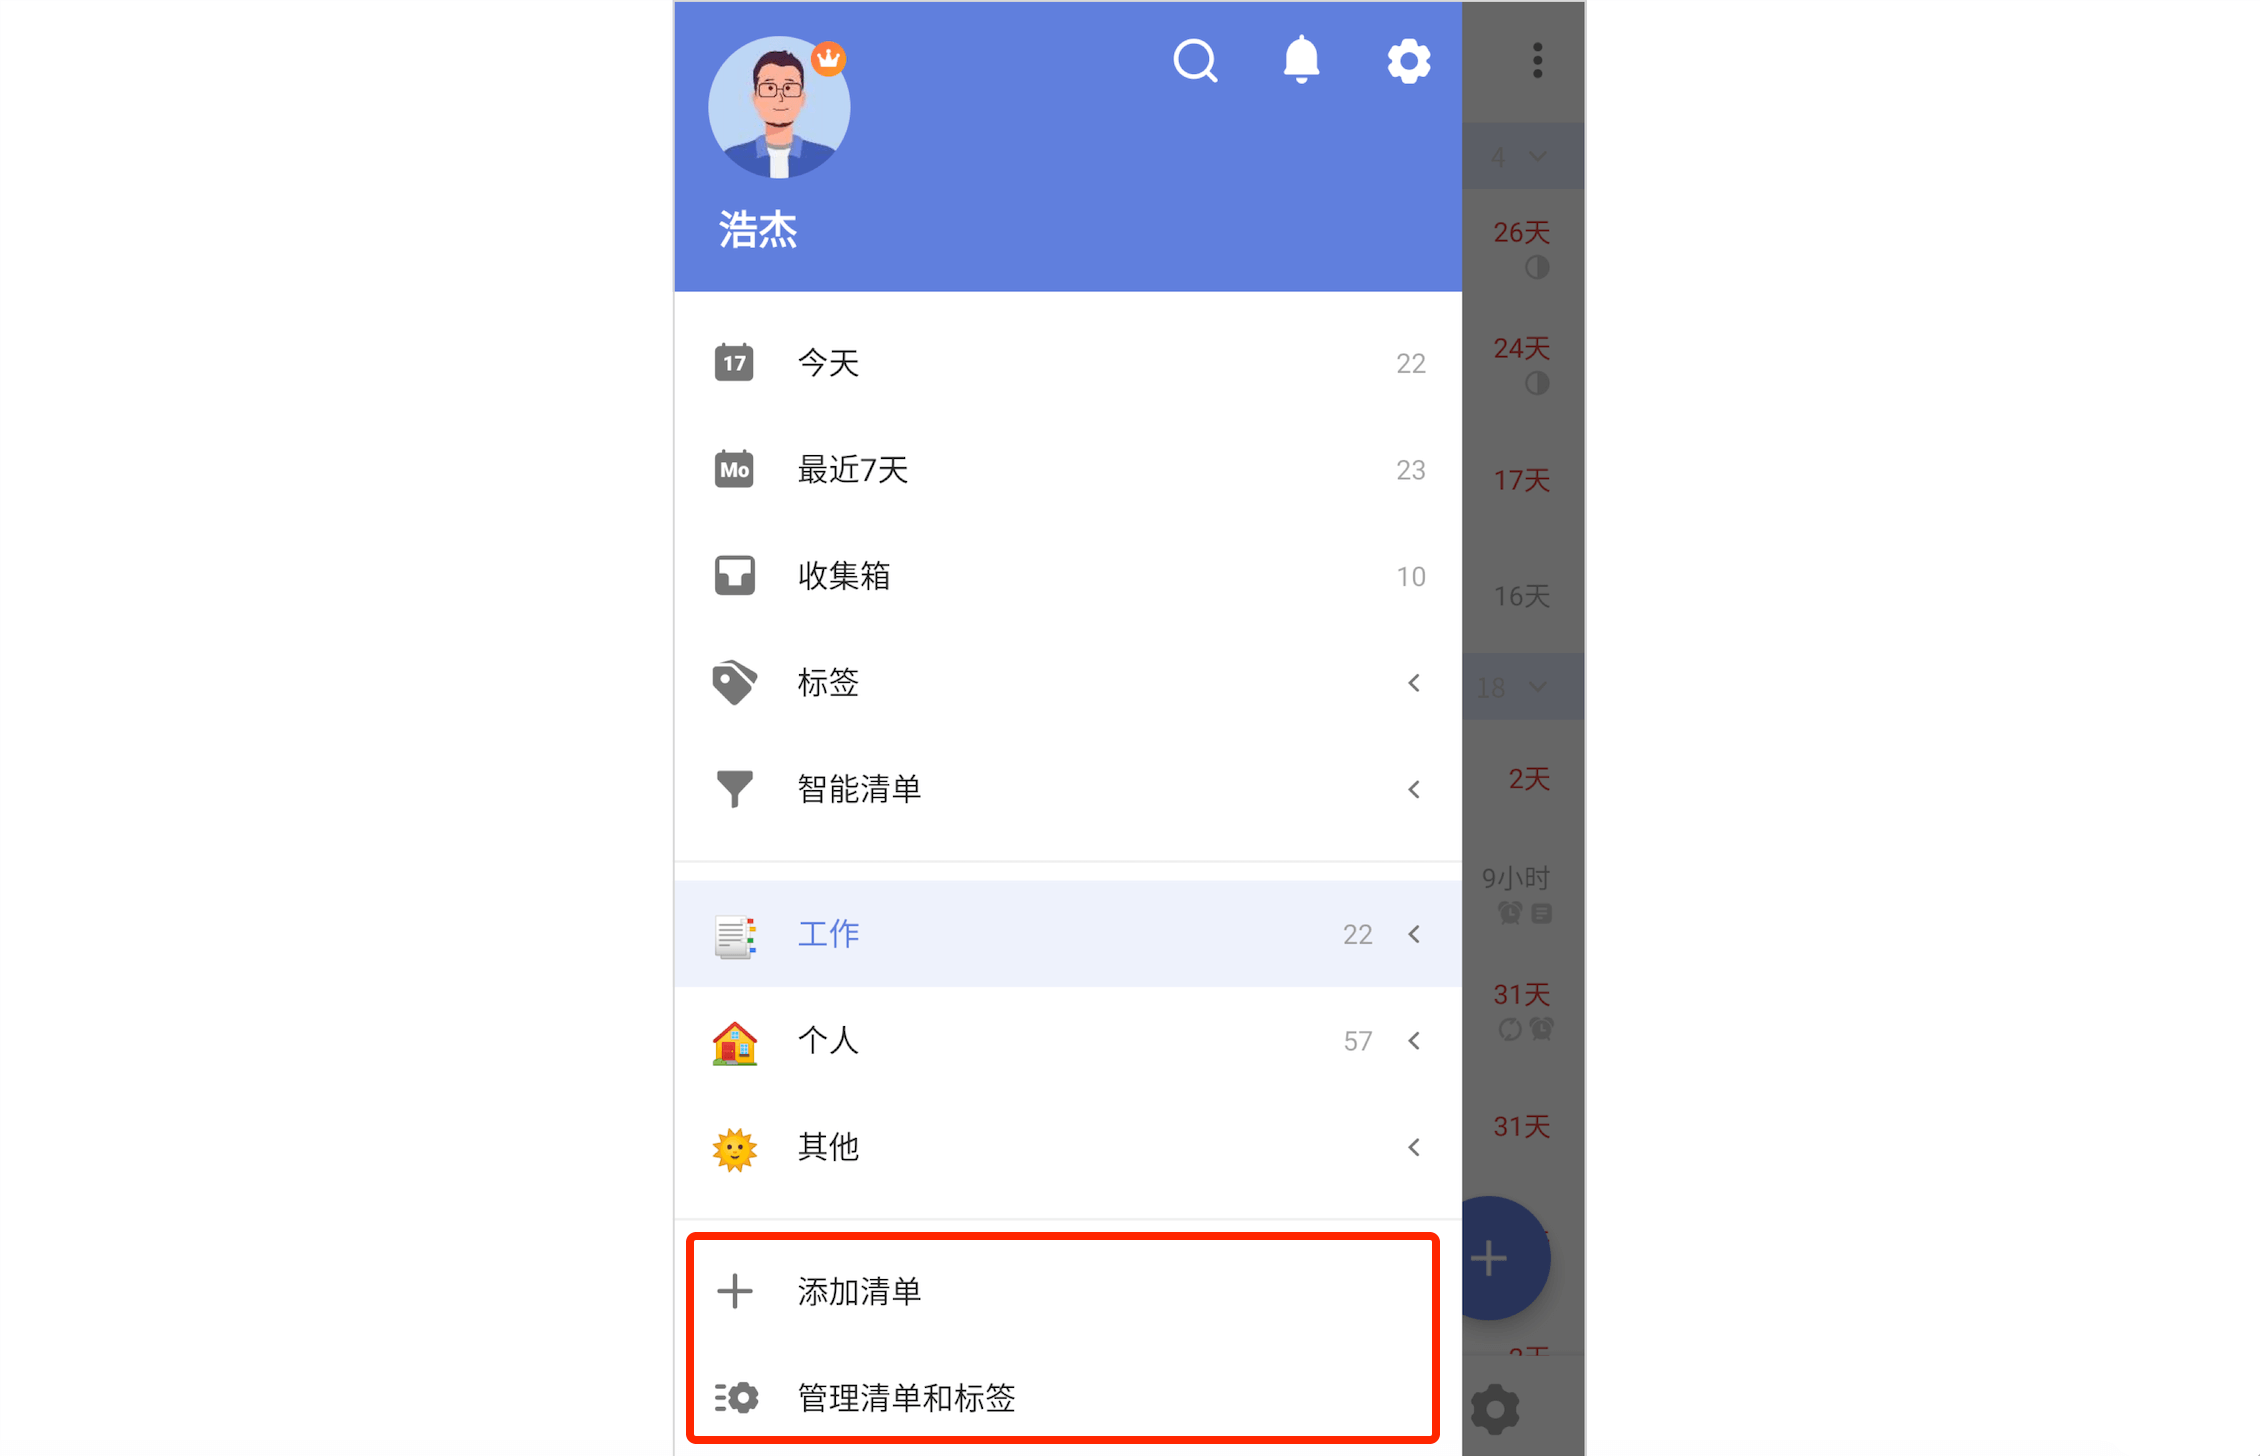 浩杰
4
26天
17 今天 22
24天
Mo 最近7天 23
17天
收集箱 10
16天
标签
18
智能清单
2天
9小时
工作 22
31天
个人 57
31天
其他
添加清单
管理清单和标签